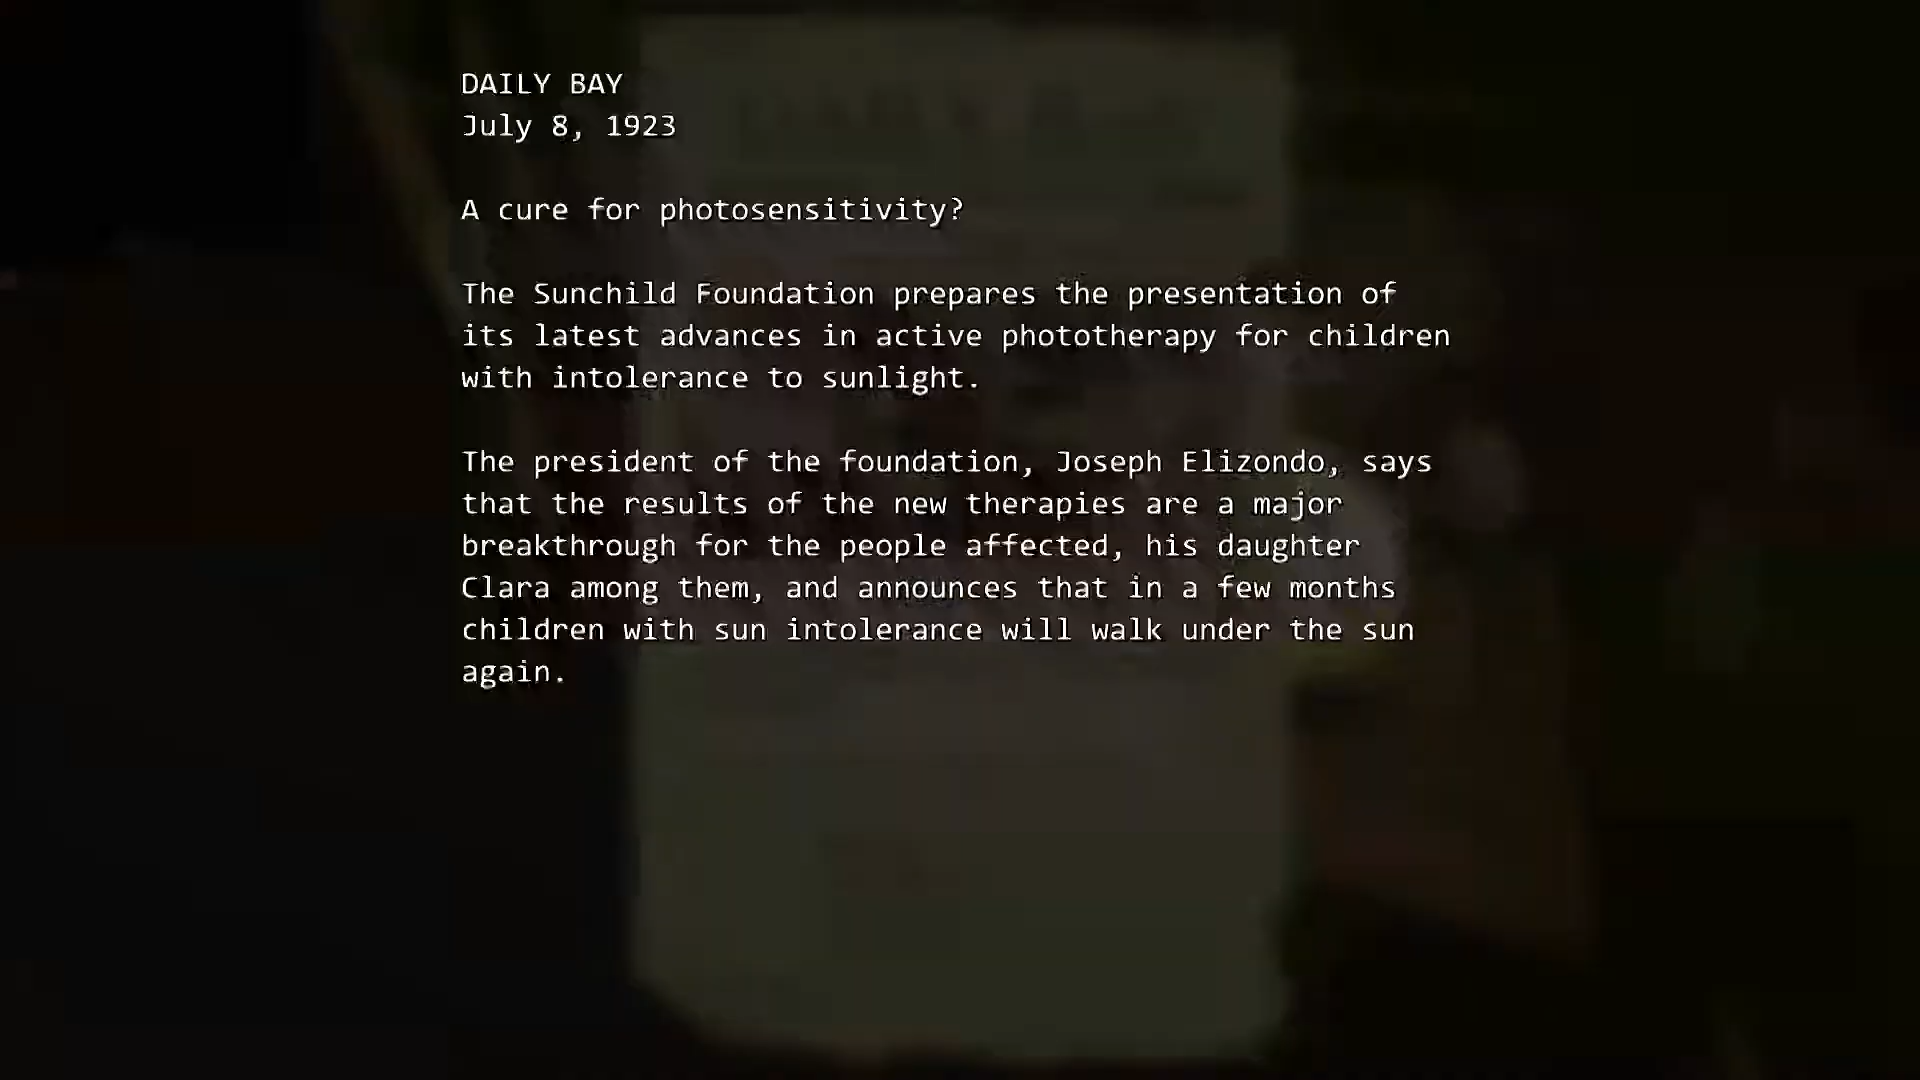 DAILY BAY
July 8, 1923
A cure for photosensitivity?
The Sunchild Foundation prepares the presentation of
its latest advances in active phototherapy for children
with intolerance to sunlight.
The president of the foundation, Joseph Elizondo, says
that the results of the new therapies are a major
breakthrough for the people affected, his daughter
Clara among them, and announces that in a few months
children with sun intolerance will walk under the sun
again.